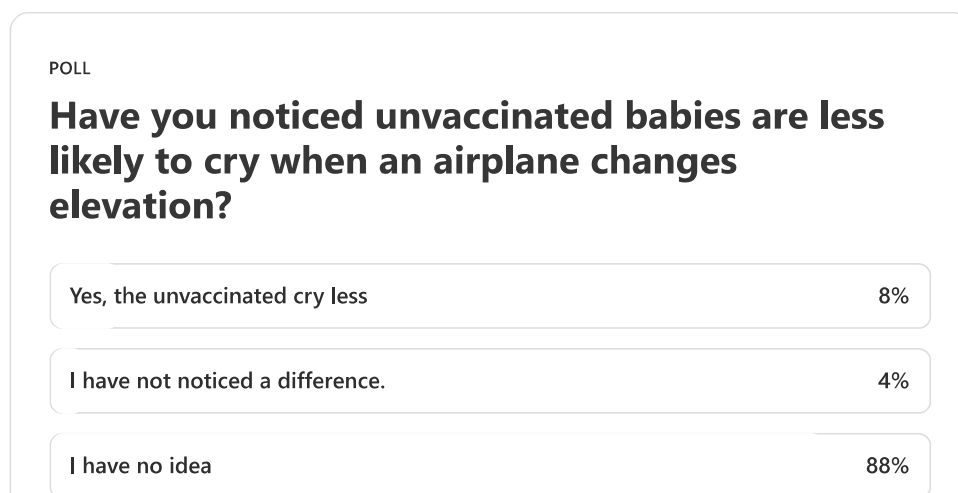 POLL
Have you noticed unvaccinated babies are less
likely to cry when an airplane changes
elevation?
Yes, the unvaccinated cry less 8%
I have not noticed a difference. 4%
I have no idea 88%